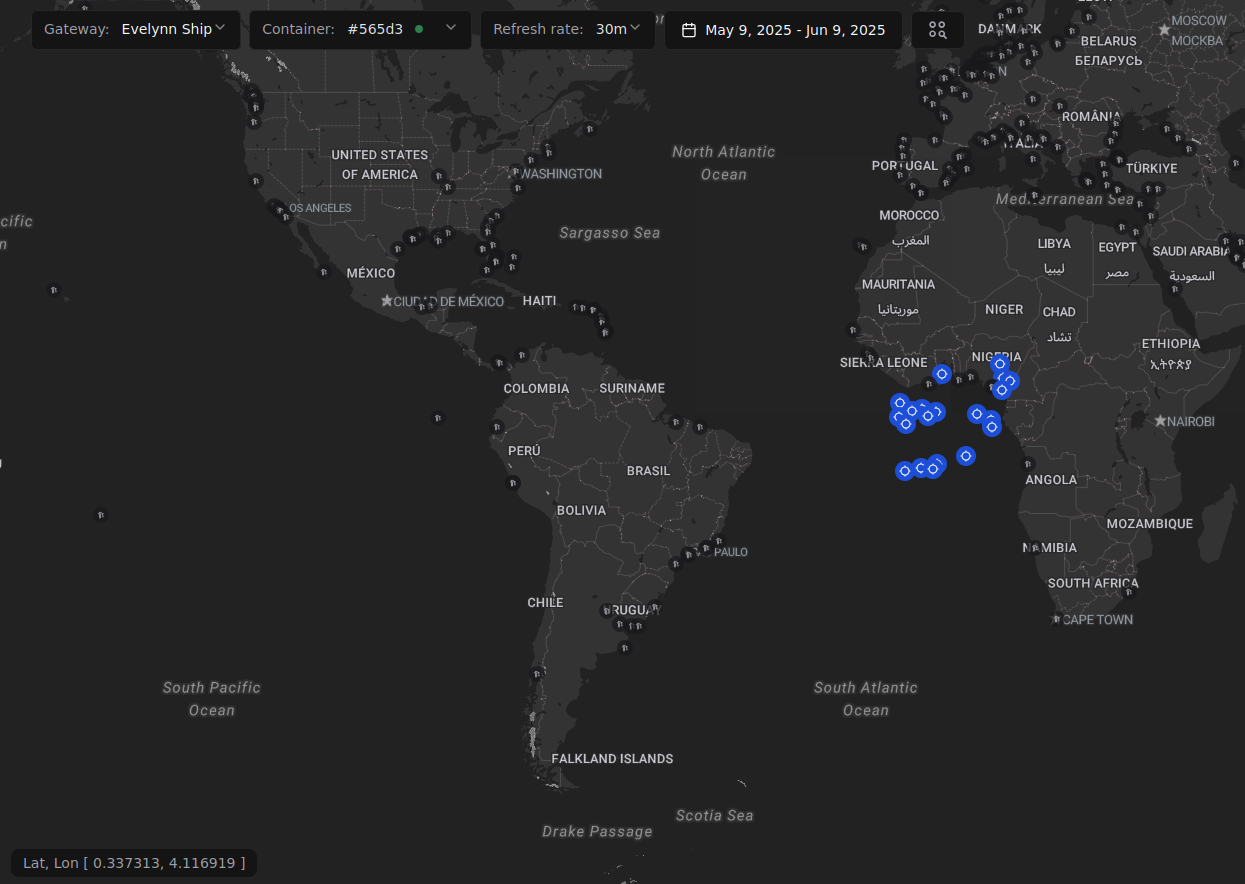 Gateway: Evelynn Ship
Container: #565d3
Refresh rate: 30m
May 9, 2025 - Jun 9, 2025
MOSCOW
МОСКВА
BELARUS
БЕЛАРУСЬ
ROMÂNIA
ITALIA
UNITED STATES
OF AMERICA
WASHINGTON
OS ANGELES
North Atlantic
Ocean
PORTUGAL
TÜRKIYE
Mediterranean Sea
cific
n
Sargasso Sea
MOROCCO
المغرب
LIBYA
ليبيا
EGYPT
مصر
SAUDI ARABIA
السعودية
MÉXICO
CIUDAD DE MÉXICO
HAITI
MAURITANIA
موريتانيا
NIGER
CHAD
تشاد
ETHIOPIA
ኢትዮጵያ
SIERRA LEONE
NIGERIA
COLOMBIA
SURINAME
NAIROBI
PERÚ
BRASIL
ANGOLA
BOLIVIA
MOZAMBIQUE
PAULO
NAMIBIA
SOUTH AFRICA
CHILE
URUGUAY
CAPE TOWN
South Pacific
Ocean
South Atlantic
Ocean
FALKLAND ISLANDS
Scotia Sea
Drake Passage
Lat, Lon [ 0.337313, 4.116919 ]